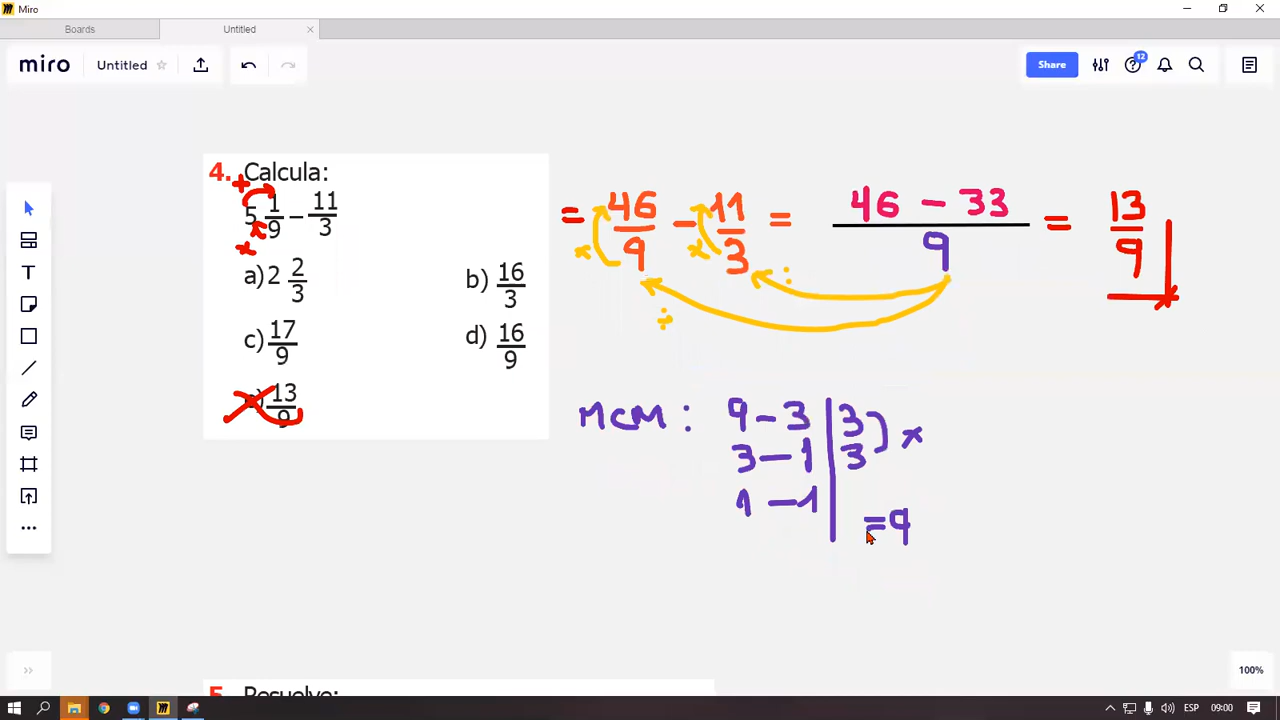 Miro
Boards
Untitled
miro
Untitled
Share
12
4. Calcula:
5 1/9 − 11/3
a) 2 2/3
b) 16/3
c) 17/9
d) 16/9
13/9
= 46/9 − 11/3 = 46 − 33 / 9 = 13/9
+
x
x
x
x
:
÷
MCM: 9 − 3 | 3
3 − 1 | 3
1 − 1 |
) x
= 9
100%
5. Resuelve:
ESP
09:00